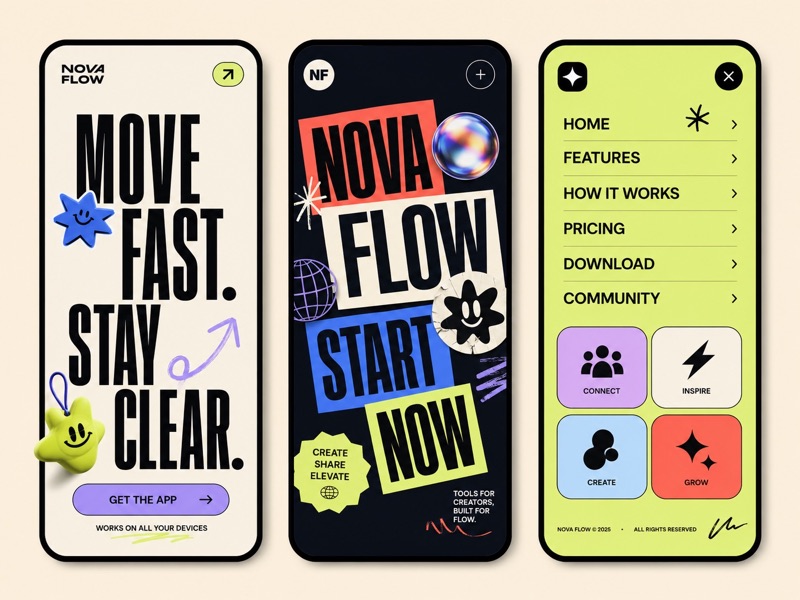 NOVA
FLOW
MOVE
FAST.
STAY
CLEAR.
GET THE APP
WORKS ON ALL YOUR DEVICES
NF
NOVA
FLOW
START
NOW
CREATE
SHARE
ELEVATE
TOOLS FOR
CREATORS,
BUILT FOR
FLOW.
HOME
FEATURES
HOW IT WORKS
PRICING
DOWNLOAD
COMMUNITY
CONNECT
INSPIRE
CREATE
GROW
NOVA FLOW © 2025 • ALL RIGHTS RESERVED